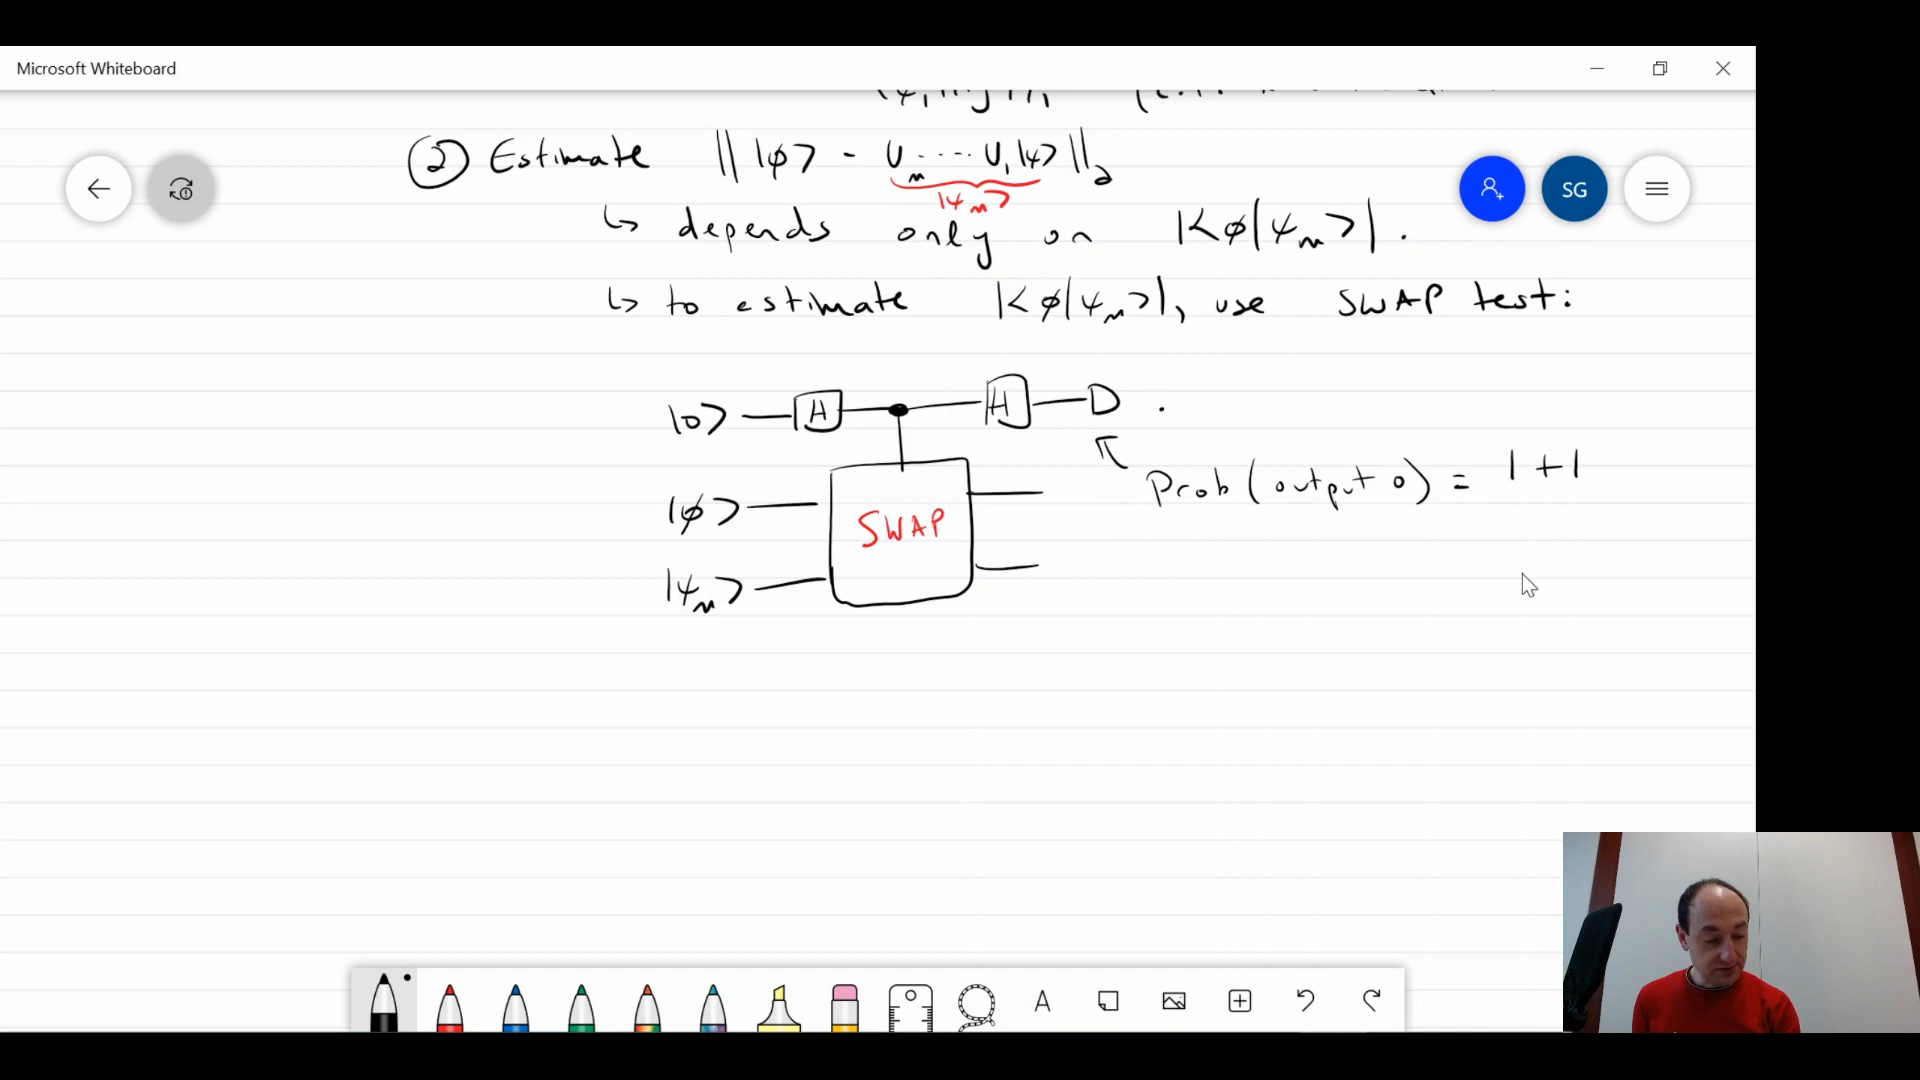 Microsoft Whiteboard
② Estimate || |φ> - U_m ···· U_1 |ψ> ||_2
|ψ_m>
↳ depends only on |<φ|ψ_m>|.
↳ to estimate |<φ|ψ_m>|, use SWAP test:
|0> H H D .
Prob (output 0) = 1 + |
|φ>
SWAP
|ψ_m>
SG
A